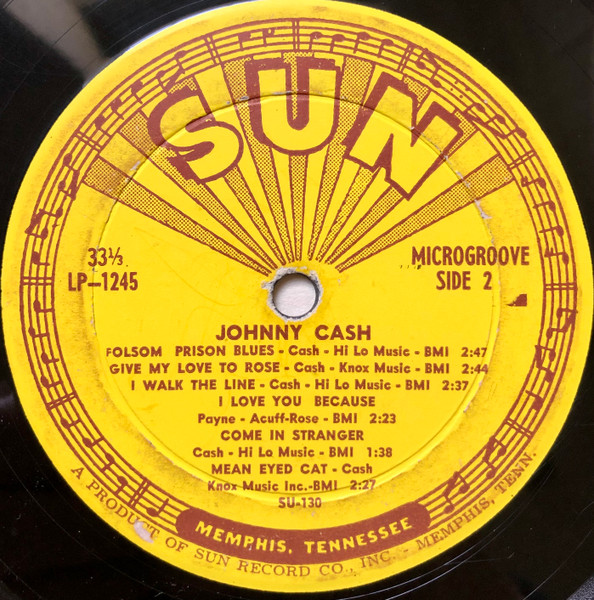 SUN
33⅓
LP-1245
MICROGROOVE
SIDE 2
JOHNNY CASH
FOLSOM PRISON BLUES - Cash - Hi Lo Music - BMI 2:47
GIVE MY LOVE TO ROSE - Cash - Knox Music - BMI 2:44
I WALK THE LINE - Cash - Hi Lo Music - BMI 2:37
I LOVE YOU BECAUSE
Payne - Acuff-Rose - BMI 2:23
COME IN STRANGER
Cash - Hi Lo Music - BMI 1:38
MEAN EYED CAT - Cash
Knox Music Inc.-BMI 2:27
SU-130
MEMPHIS, TENNESSEE
A PRODUCT OF SUN RECORD CO., INC. - MEMPHIS, TENN.